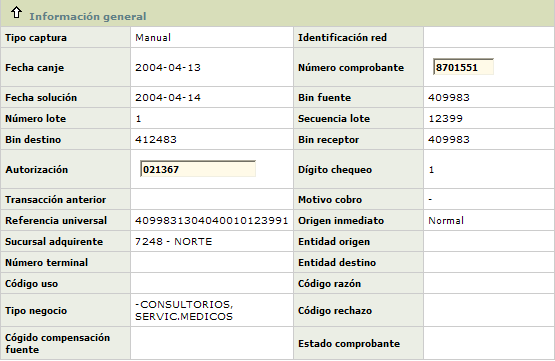 Información general
Tipo captura Manual Identificación red
Fecha canje 2004-04-13 Número comprobante 8701551
Fecha solución 2004-04-14 Bin fuente 409983
Número lote 1 Secuencia lote 12399
Bin destino 412483 Bin receptor 409983
Autorización 021367 Dígito chequeo 1
Transacción anterior Motivo cobro -
Referencia universal 4099831304040010123991 Origen inmediato Normal
Sucursal adquirente 7248 - NORTE Entidad origen
Número terminal Entidad destino
Código uso Código razón
Tipo negocio -CONSULTORIOS, SERVIC.MEDICOS Código rechazo
Cógido compensación fuente Estado comprobante